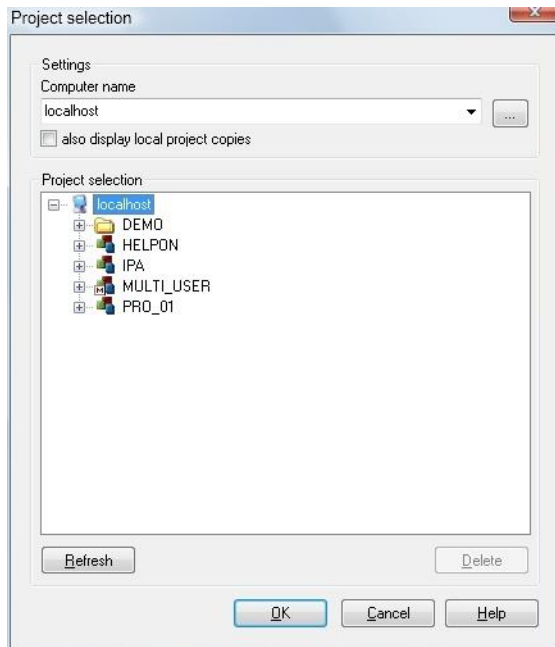 Project selection
Settings
Computer name
localhost
...
also display local project copies
Project selection
localhost
DEMO
HELPON
IPA
M MULTI_USER
PRO_01
Refresh
Delete
OK
Cancel
Help